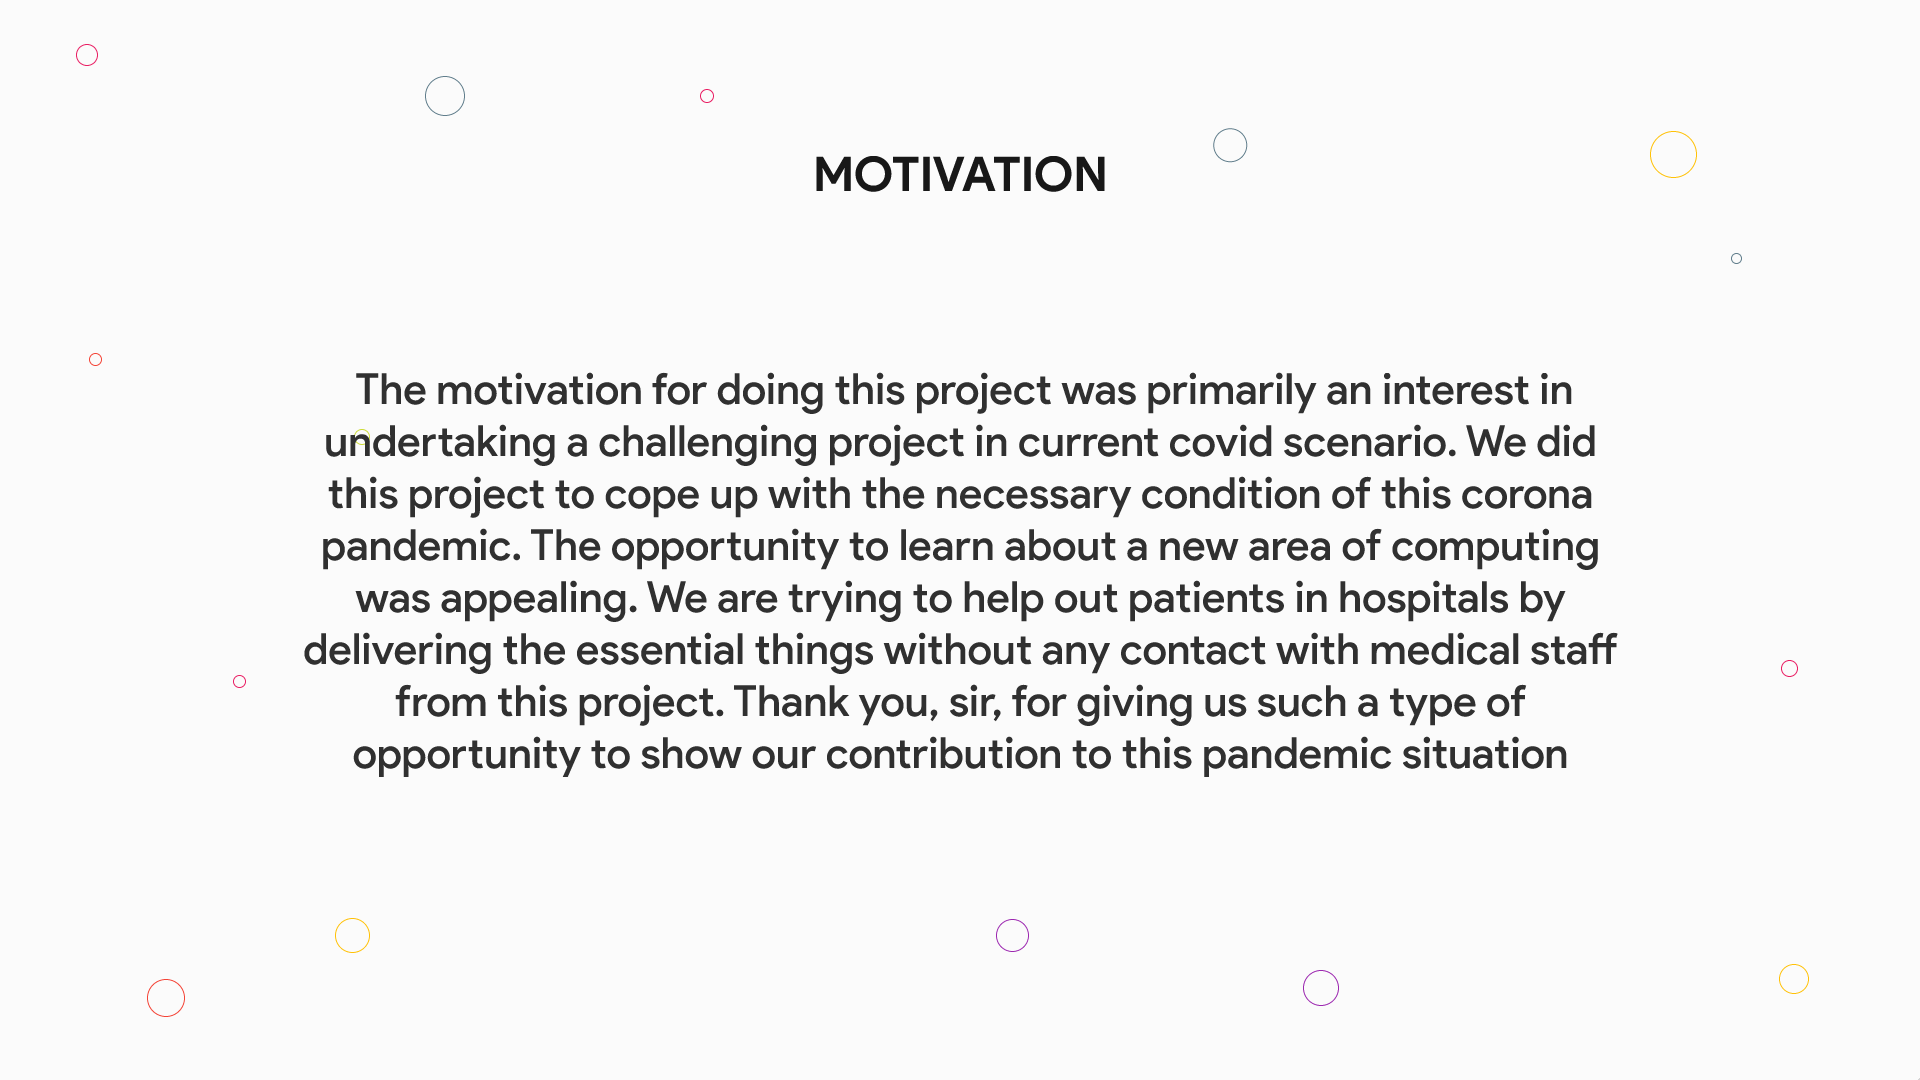 MOTIVATION
The motivation for doing this project was primarily an interest in
undertaking a challenging project in current covid scenario. We did
this project to cope up with the necessary condition of this corona
pandemic. The opportunity to learn about a new area of computing
was appealing. We are trying to help out patients in hospitals by
delivering the essential things without any contact with medical staff
from this project. Thank you, sir, for giving us such a type of
opportunity to show our contribution to this pandemic situation